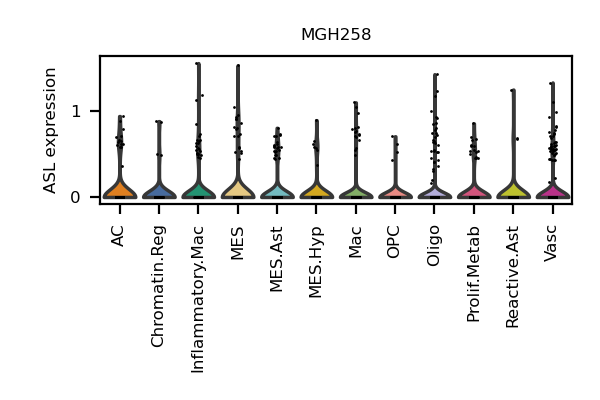 MGH258
ASL expression
1
0
AC
Chromatin.Reg
Inflammatory.Mac
MES
MES.Ast
MES.Hyp
Mac
OPC
Oligo
Prolif.Metab
Reactive.Ast
Vasc